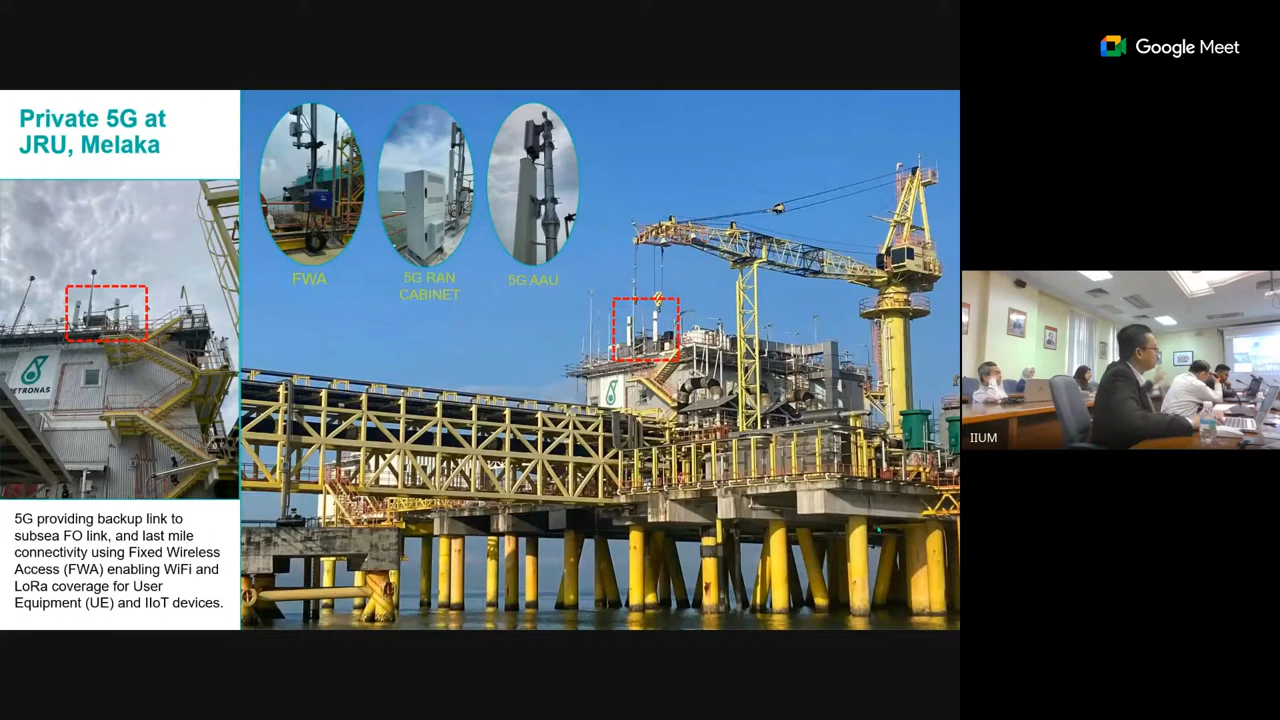 Google Meet
Private 5G at
JRU, Melaka
PETRONAS
5G providing backup link to
subsea FO link, and last mile
connectivity using Fixed Wireless
Access (FWA) enabling WiFi and
LoRa coverage for User
Equipment (UE) and IIoT devices.
FWA
5G RAN
CABINET
5G AAU
IIUM